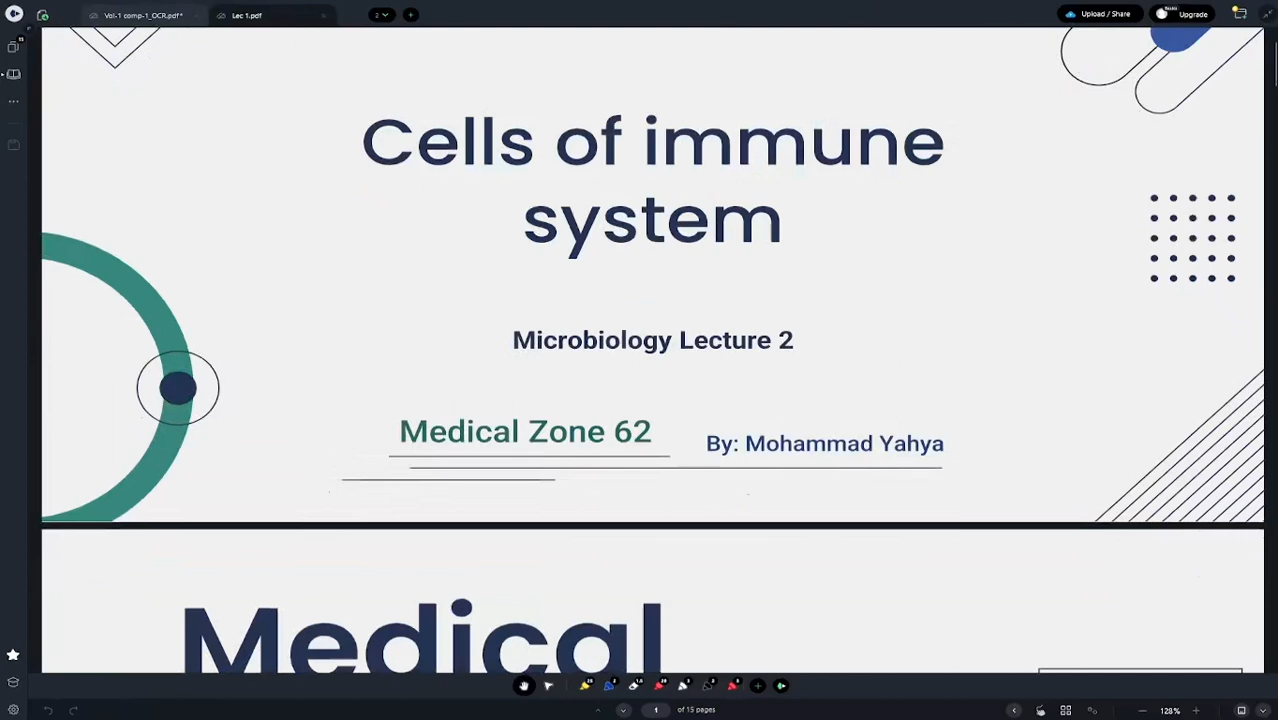 Vol-1 comp-1_OCR.pdf*
Lec 1.pdf
2
Upload / Share
Upgrade
Cells of immune
system
Microbiology Lecture 2
Medical Zone 62
By: Mohammad Yahya
Medical
1
of 15 pages
128%